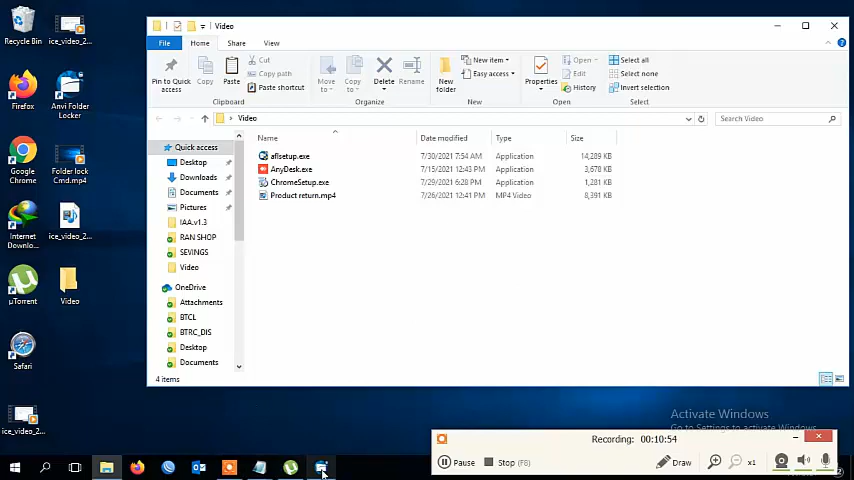 Recycle Bin
ice_video_2...
Firefox
Anvi Folder
Locker
Google
Chrome
Folder lock
Cmd.mp4
Internet
Downlo...
ice_video_2...
µTorrent
Video
Safari
ice_video_2...
Video
File
Home
Share
View
Pin to Quick
access
Copy
Paste
Cut
Copy path
Paste shortcut
Clipboard
Move
to
Copy
to
Delete
Rename
Organize
New
folder
New item
Easy access
New
Properties
Open
Edit
History
Open
Select all
Select none
Invert selection
Select
Video
Search Video
Name
Date modified
Type
Size
Quick access
Desktop
Downloads
Documents
Pictures
IAA.v1.3
RAN SHOP
SEVINGS
Video
OneDrive
Attachments
BTCL
BTRC_DIS
Desktop
Documents
aflsetup.exe 7/30/2021 7:54 AM Application 14,289 KB
AnyDesk.exe 7/15/2021 12:43 PM Application 3,678 KB
ChromeSetup.exe 7/29/2021 6:28 PM Application 1,281 KB
Product return.mp4 7/26/2021 12:41 PM MP4 Video 8,391 KB
4 items
Activate Windows
Go to Settings to activate Windows.
Recording: 00:10:54
Pause
Stop (F8)
Draw
x1